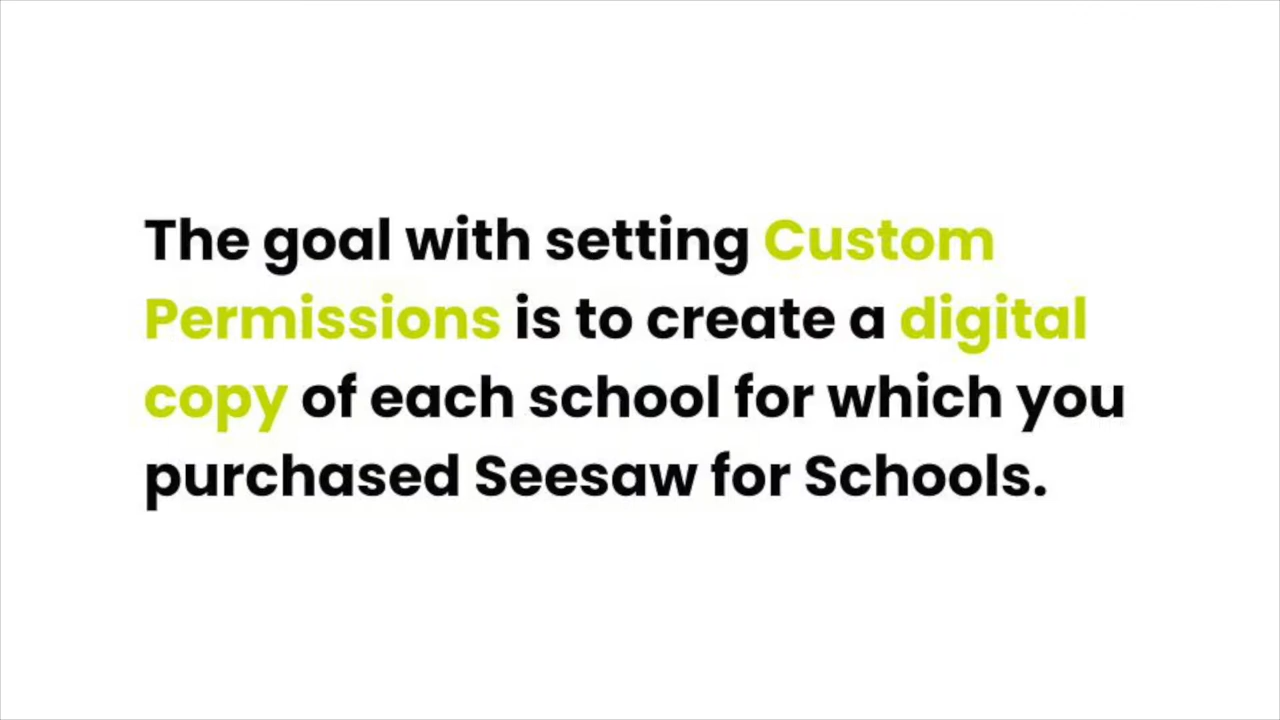 The goal with setting Custom
Permissions is to create a digital
copy of each school for which you
purchased Seesaw for Schools.